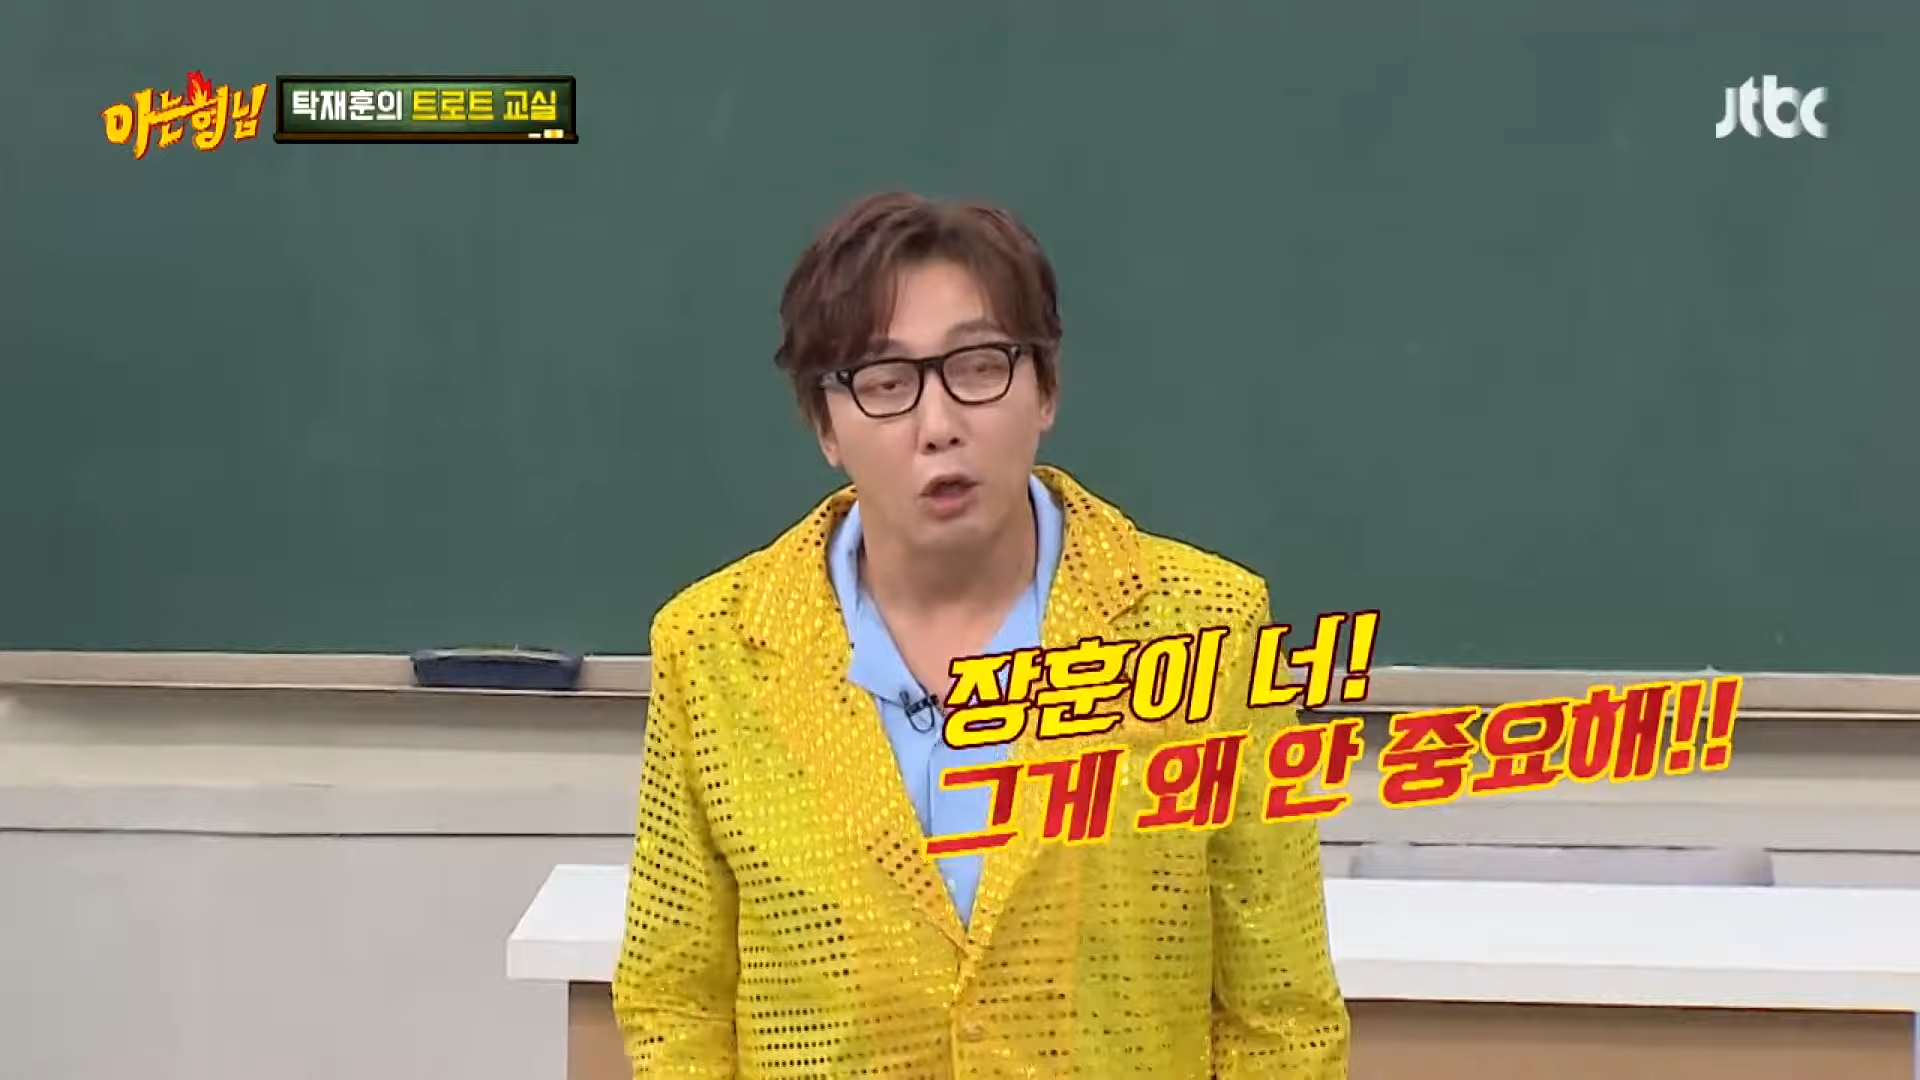 아는형님
탁재훈의 트로트 교실
jtbc
장훈이 너!
그게 왜 안 중요해!!